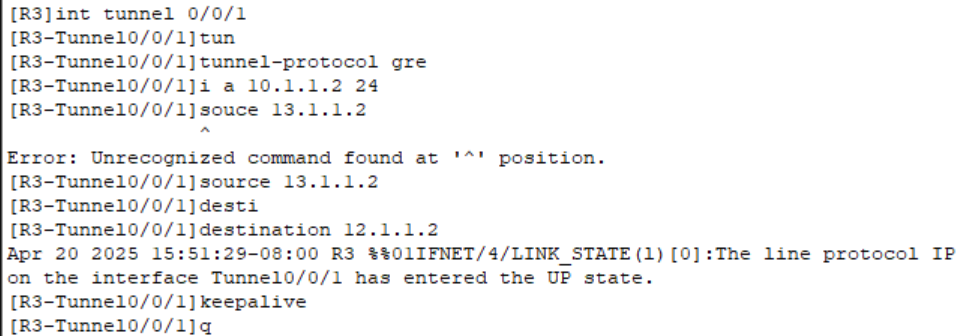 [R3]int tunnel 0/0/1
[R3-Tunnel0/0/1]tun
[R3-Tunnel0/0/1]tunnel-protocol gre
[R3-Tunnel0/0/1]i a 10.1.1.2 24
[R3-Tunnel0/0/1]souce 13.1.1.2
^
Error: Unrecognized command found at '^' position.
[R3-Tunnel0/0/1]source 13.1.1.2
[R3-Tunnel0/0/1]desti
[R3-Tunnel0/0/1]destination 12.1.1.2
Apr 20 2025 15:51:29-08:00 R3 %%01IFNET/4/LINK_STATE(l)[0]:The line protocol IP
on the interface Tunnel0/0/1 has entered the UP state.
[R3-Tunnel0/0/1]keepalive
[R3-Tunnel0/0/1]q